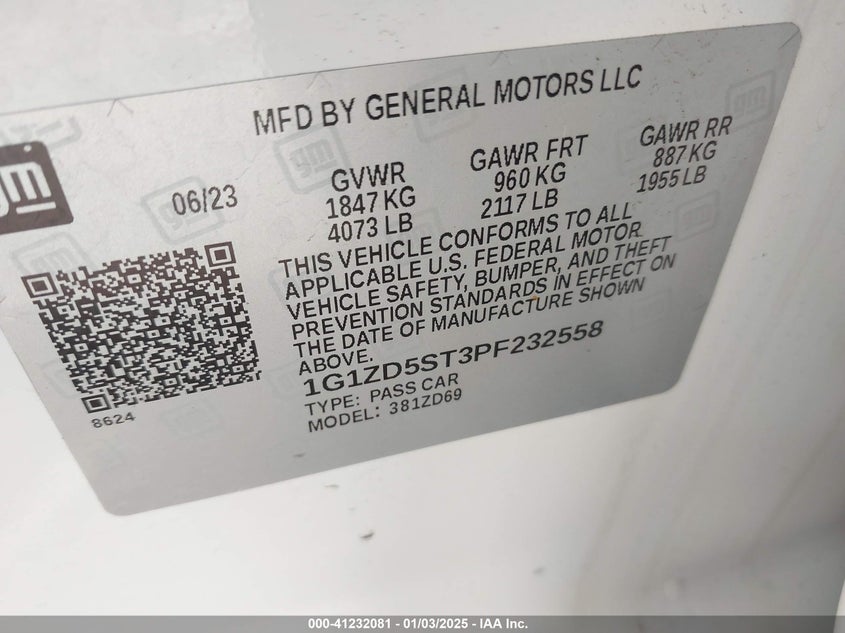 MFD BY GENERAL MOTORS LLC
gm
06/23
GVWR
1847 KG
4073 LB
GAWR FRT
960 KG
2117 LB
GAWR RR
887 KG
1955 LB
THIS VEHICLE CONFORMS TO ALL
APPLICABLE U.S. FEDERAL MOTOR
VEHICLE SAFETY, BUMPER, AND THEFT
PREVENTION STANDARDS IN EFFECT ON
THE DATE OF MANUFACTURE SHOWN
ABOVE.
1G1ZD5ST3PF232558
TYPE: PASS CAR
MODEL: 381ZD69
8624
000-41232081 - 01/03/2025 - IAA Inc.